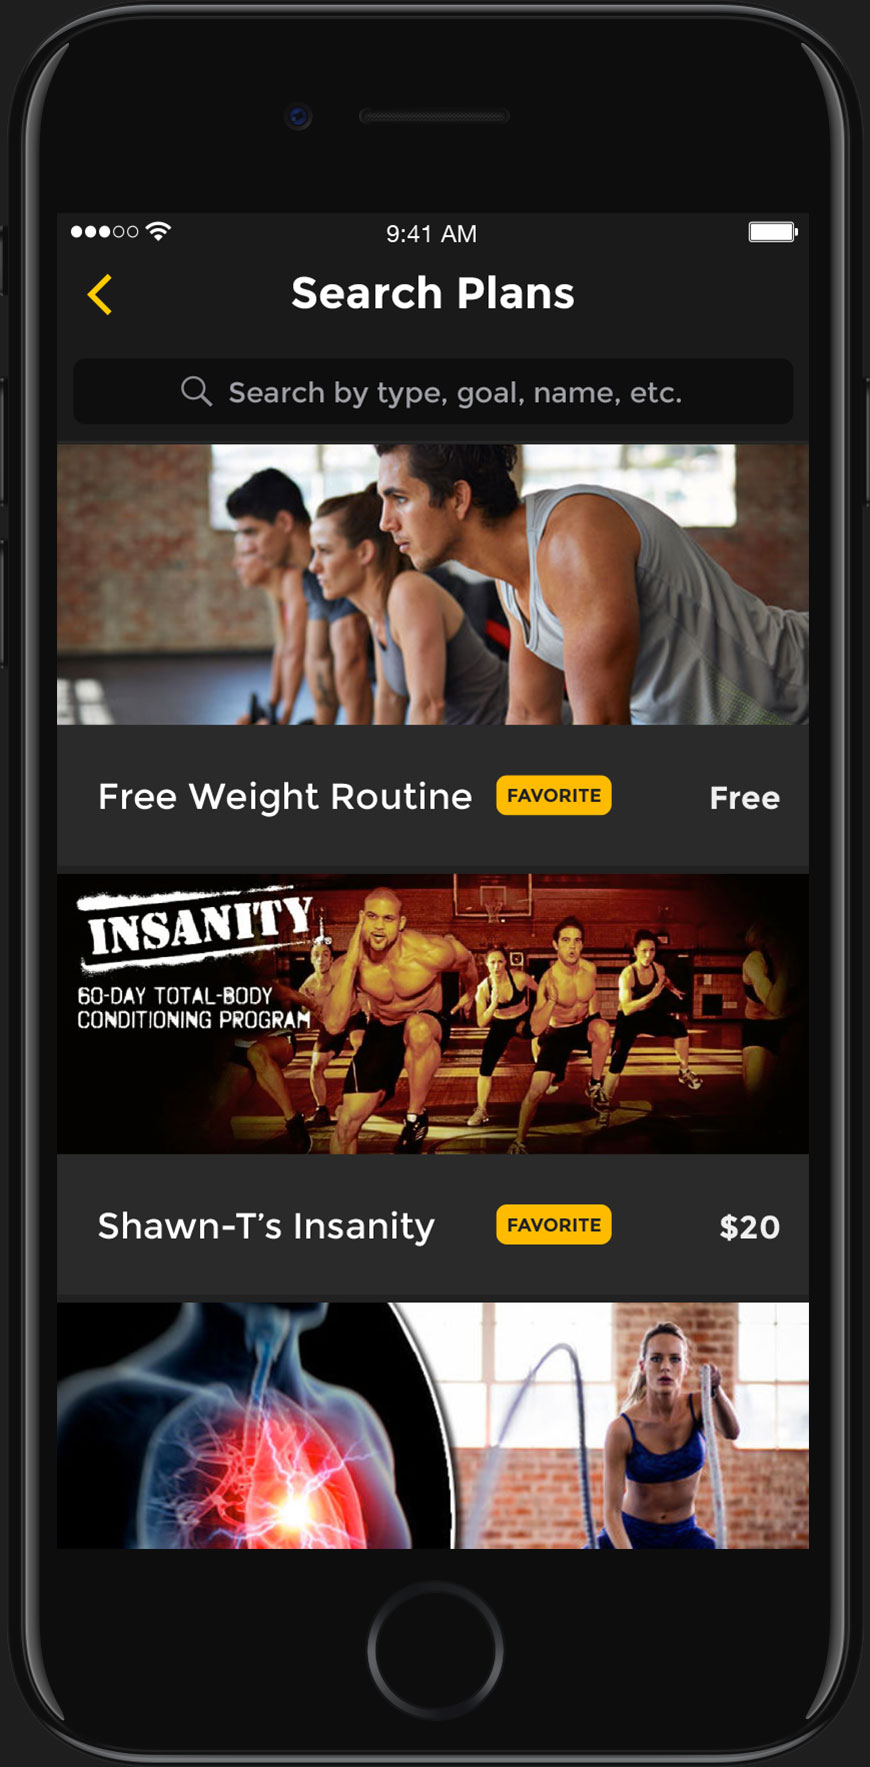 9:41 AM
Search Plans
Search by type, goal, name, etc.
Free Weight Routine FAVORITE Free
INSANITY
60-DAY TOTAL-BODY
CONDITIONING PROGRAM
Shawn-T’s Insanity FAVORITE $20